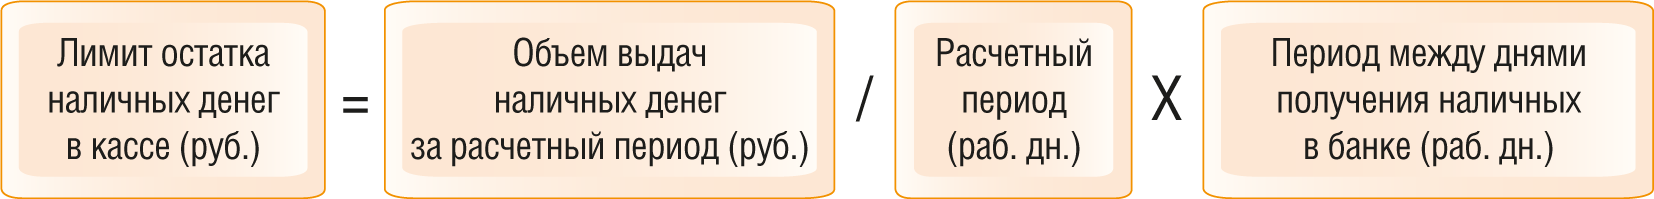 Лимит остатка
наличных денег
в кассе (руб.)
=
Объем выдач
наличных денег
за расчетный период (руб.)
/
Расчетный
период
(раб. дн.)
X
Период между днями
получения наличных
в банке (раб. дн.)